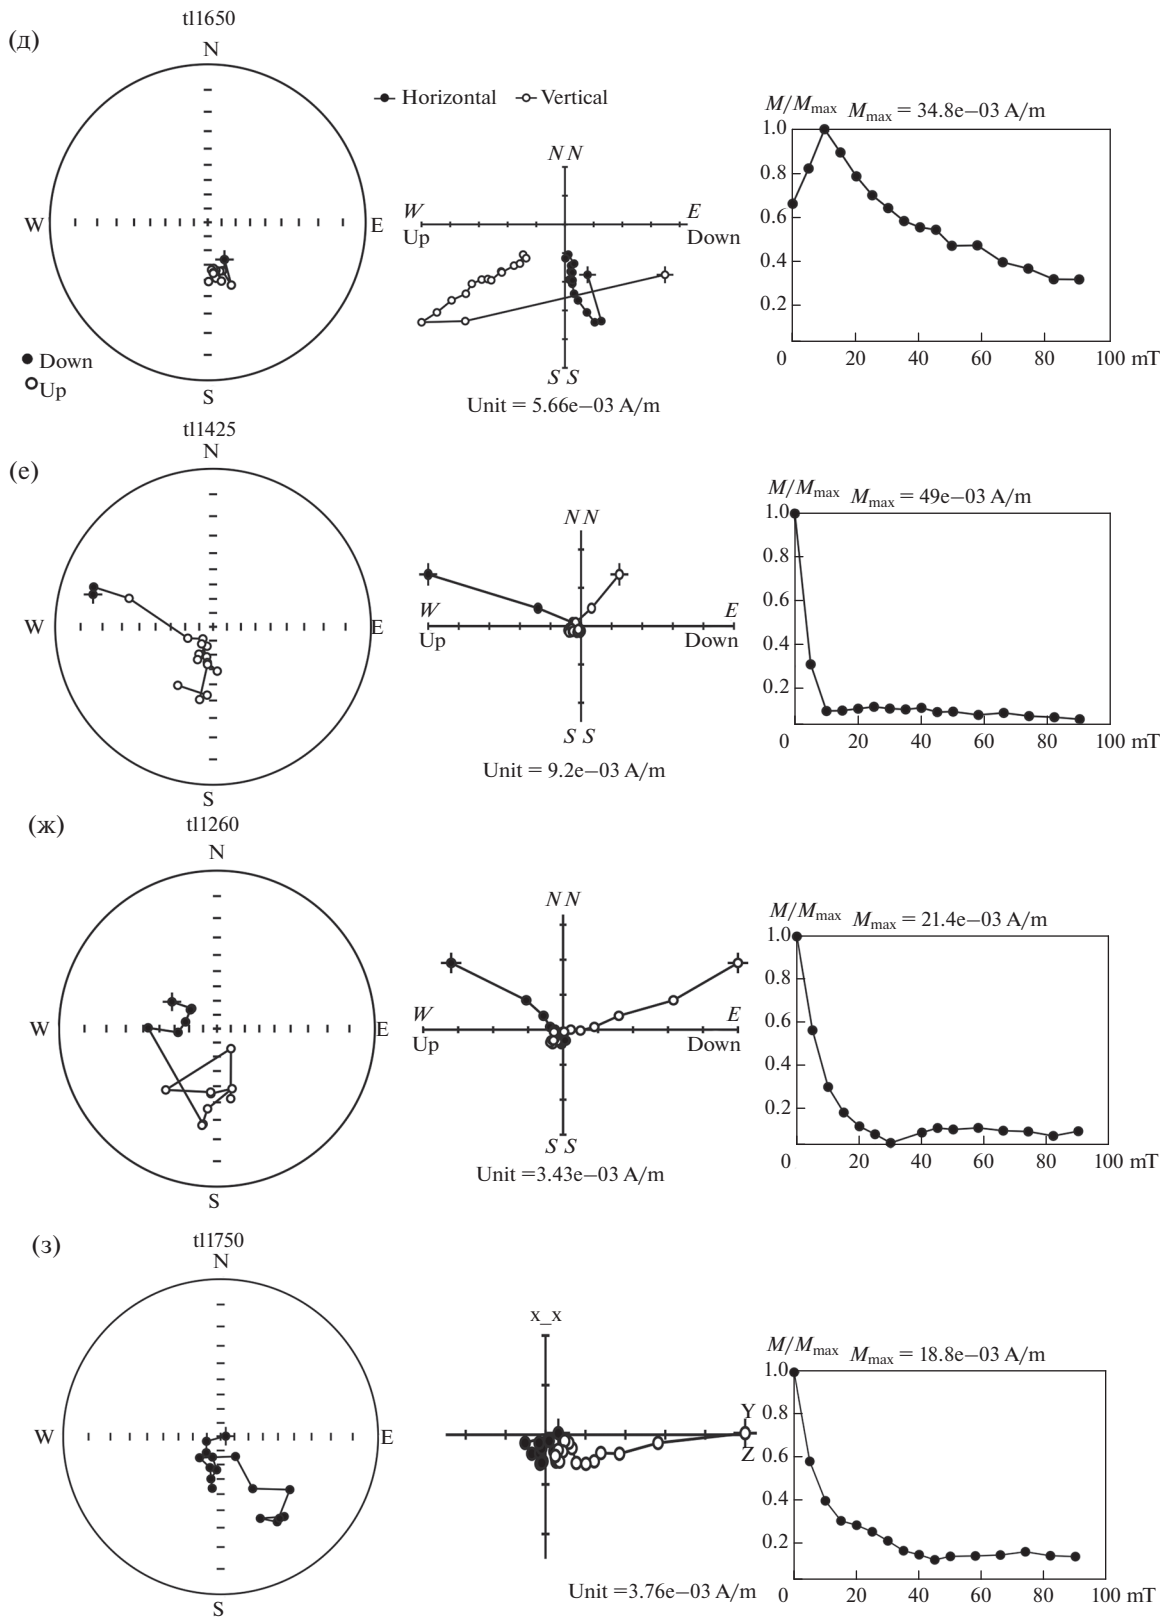 (д)
tl1650
N
W
E
S
Down
Up
Horizontal
Vertical
N N
W
E
Up
Down
S S
Unit = 5.66e–03 A/m
M/Mmax Mmax = 34.8e–03 A/m
1.0
0.8
0.6
0.4
0.2
0 20 40 60 80 100 mT
(е)
tl1425
N
W
E
S
N N
W
E
Up
Down
S S
Unit = 9.2e–03 A/m
M/Mmax Mmax = 49e–03 A/m
1.0
0.8
0.6
0.4
0.2
0 20 40 60 80 100 mT
(ж)
tl1260
N
W
E
S
N N
W
E
Up
Down
S S
Unit =3.43e–03 A/m
M/Mmax Mmax = 21.4e–03 A/m
1.0
0.8
0.6
0.4
0.2
0 20 40 60 80 100 mT
(з)
tl1750
N
W
E
S
x_x
Y
Z
Unit =3.76e–03 A/m
M/Mmax Mmax = 18.8e–03 A/m
1.0
0.8
0.6
0.4
0.2
0 20 40 60 80 100 mT